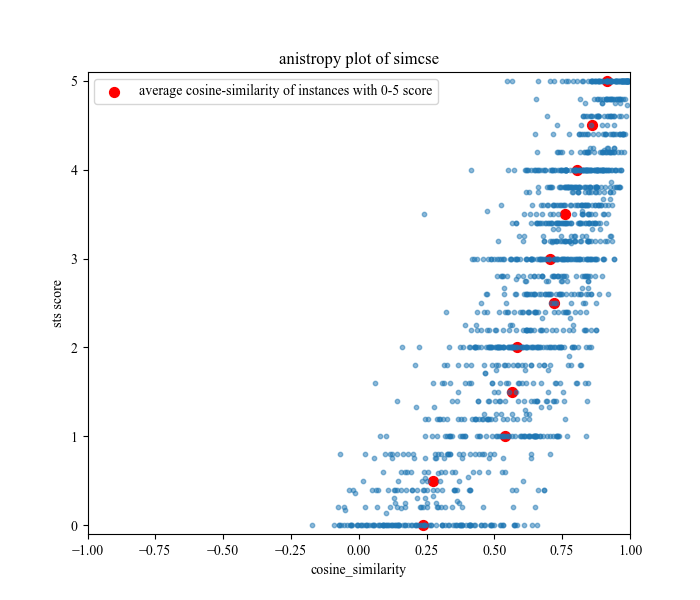 anistropy plot of simcse
average cosine-similarity of instances with 0-5 score
5
4
3
2
1
0
sts score
−1.00 −0.75 −0.50 −0.25 0.00 0.25 0.50 0.75 1.00
cosine_similarity